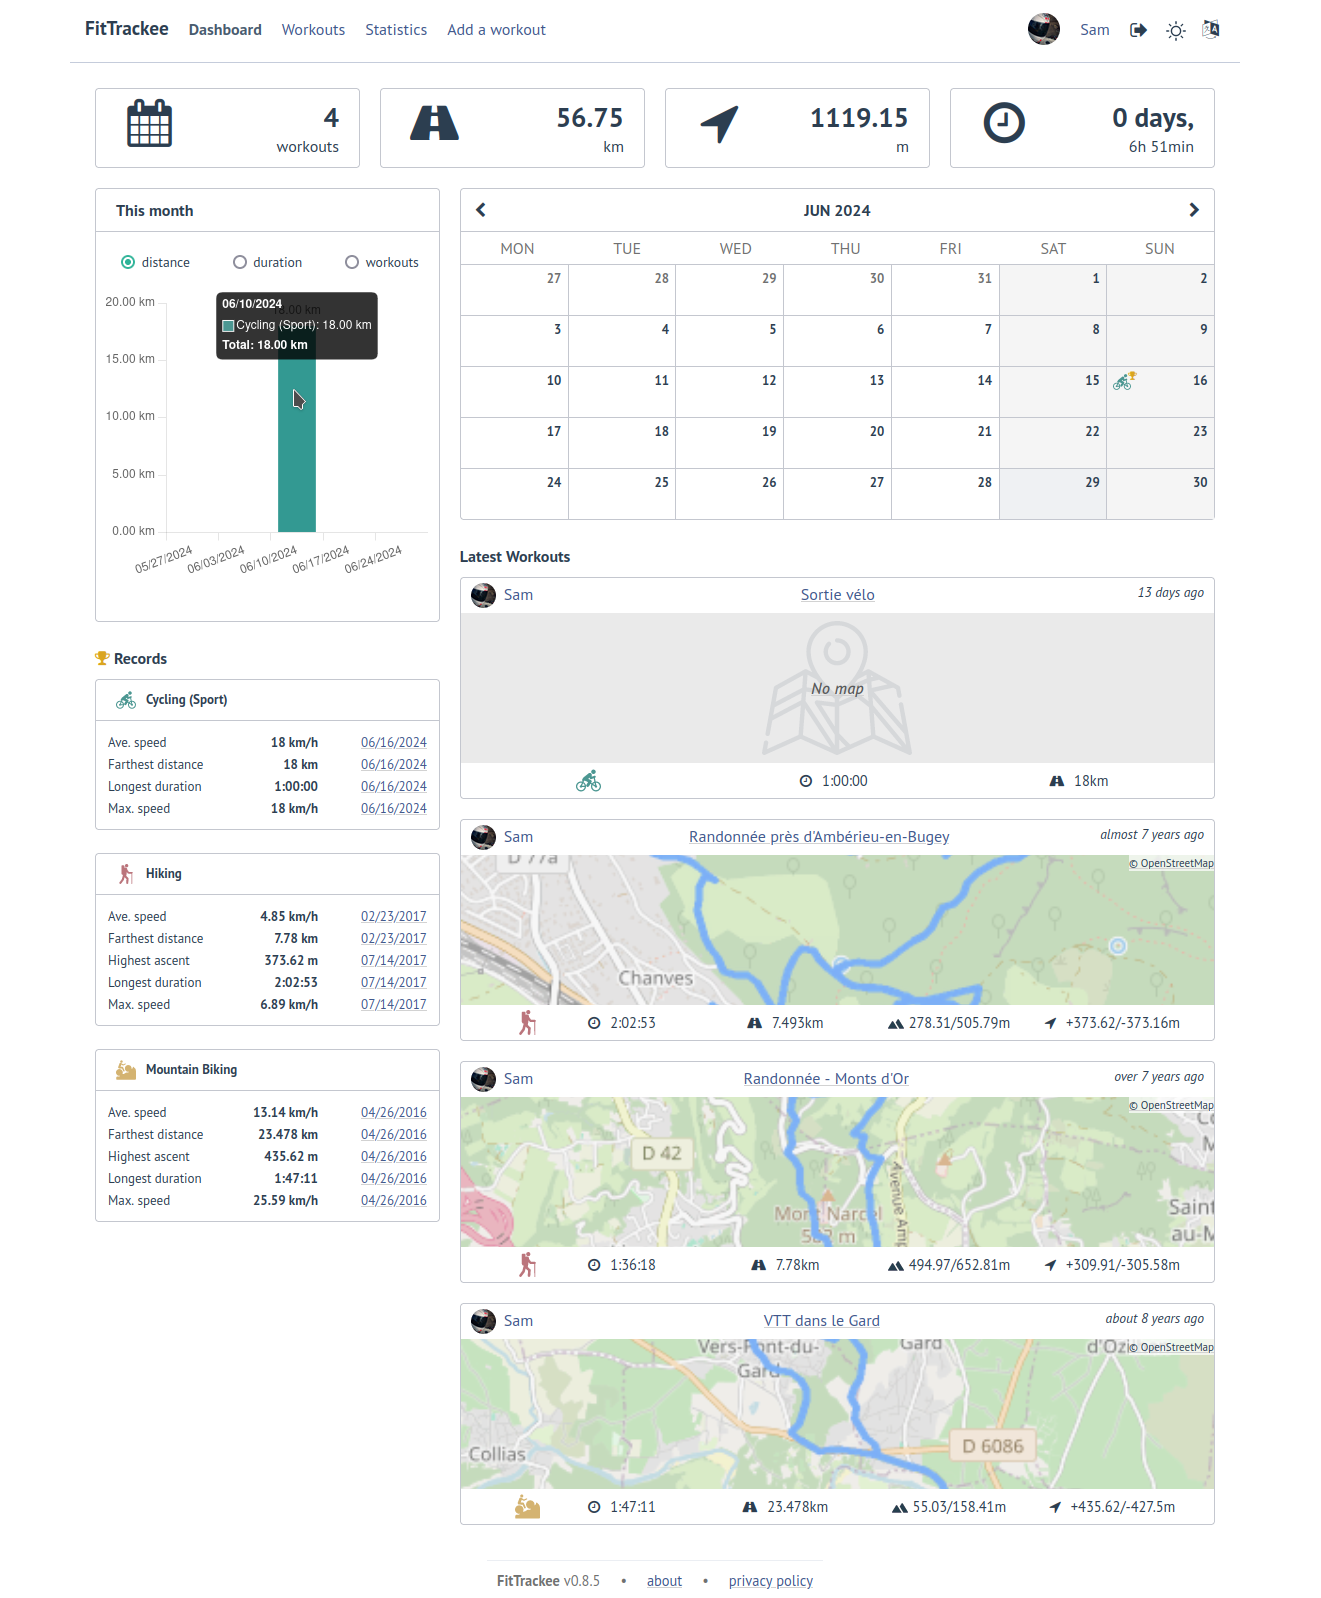 FitTrackee Dashboard Workouts Statistics Add a workout Sam
4
workouts
56.75
km
1119.15
m
0 days,
6h 51min
This month
distance duration workouts
20.00 km
15.00 km
10.00 km
5.00 km
0.00 km
18.00 km
06/10/2024
Cycling (Sport): 18.00 km
Total: 18.00 km
05/27/2024 06/03/2024 06/10/2024 06/17/2024 06/24/2024
JUN 2024
MON TUE WED THU FRI SAT SUN
27 28 29 30 31 1 2
3 4 5 6 7 8 9
10 11 12 13 14 15 16
17 18 19 20 21 22 23
24 25 26 27 28 29 30
Records
Cycling (Sport)
Ave. speed 18 km/h 06/16/2024
Farthest distance 18 km 06/16/2024
Longest duration 1:00:00 06/16/2024
Max. speed 18 km/h 06/16/2024
Hiking
Ave. speed 4.85 km/h 02/23/2017
Farthest distance 7.78 km 02/23/2017
Highest ascent 373.62 m 07/14/2017
Longest duration 2:02:53 07/14/2017
Max. speed 6.89 km/h 07/14/2017
Mountain Biking
Ave. speed 13.14 km/h 04/26/2016
Farthest distance 23.478 km 04/26/2016
Highest ascent 435.62 m 04/26/2016
Longest duration 1:47:11 04/26/2016
Max. speed 25.59 km/h 04/26/2016
Latest Workouts
Sam Sortie vélo 13 days ago
No map
1:00:00 18km
Sam Randonnée près d'Ambérieu-en-Bugey almost 7 years ago
© OpenStreetMap
D 77a
Chanves
2:02:53 7.493km 278.31/505.79m +373.62/-373.16m
Sam Randonnée - Monts d'Or over 7 years ago
© OpenStreetMap
D 42
Mont Narcel
Avenue Amp
Saint
au-M
1:36:18 7.78km 494.97/652.81m +309.91/-305.58m
Sam VTT dans le Gard about 8 years ago
© OpenStreetMap
Vers-Pont-du-
Gard
Gard
d'Ozi
Collias
D 6086
1:47:11 23.478km 55.03/158.41m +435.62/-427.5m
FitTrackee v0.8.5 • about • privacy policy